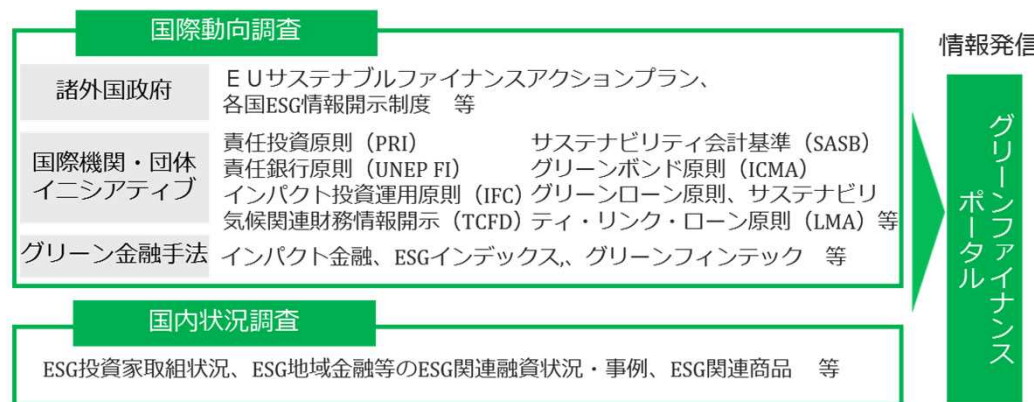 国際動向調査
諸外国政府
ＥＵサステナブルファイナンスアクションプラン、
各国ESG情報開示制度　等
国際機関・団体
イニシアティブ
責任投資原則（PRI）
責任銀行原則（UNEP FI）
インパクト投資運用原則（IFC）
気候関連財務情報開示（TCFD）
サステナビリティ会計基準（SASB）
グリーンボンド原則（ICMA）
グリーンローン原則、サステナビリ
ティ・リンク・ローン原則（LMA）等
グリーン金融手法
インパクト金融、ESGインデックス,、グリーンフィンテック　等
国内状況調査
ESG投資家取組状況、ESG地域金融等のESG関連融資状況・事例、ESG関連商品　等
情報発信
グリーンファイナンス
ポータル